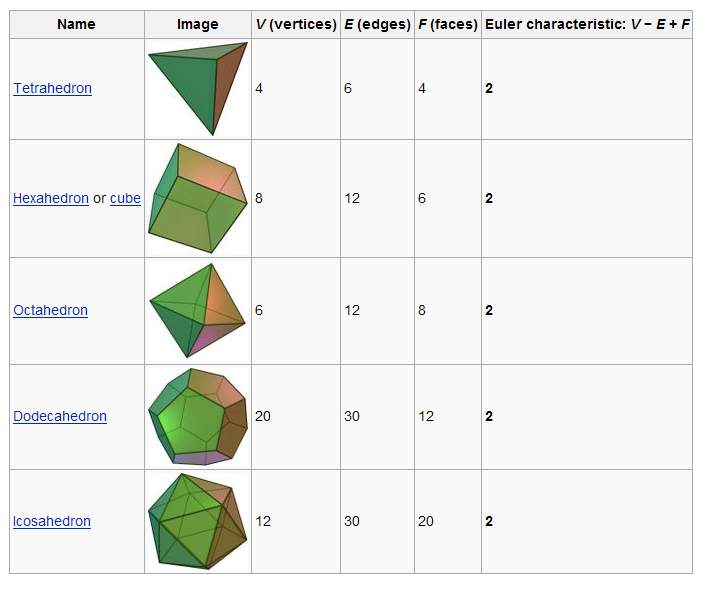 Name Image V (vertices) E (edges) F (faces) Euler characteristic: V − E + F
Tetrahedron 4 6 4 2
Hexahedron or cube 8 12 6 2
Octahedron 6 12 8 2
Dodecahedron 20 30 12 2
Icosahedron 12 30 20 2